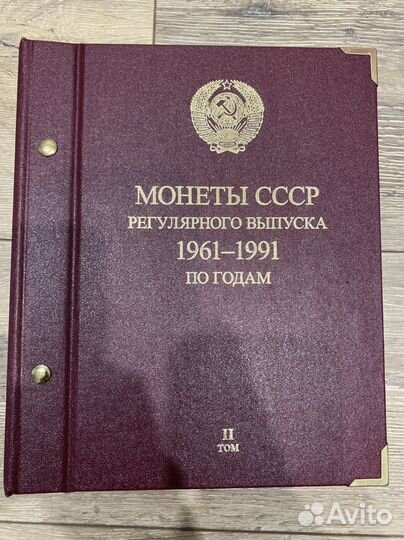 МОНЕТЫ СССР
РЕГУЛЯРНОГО ВЫПУСКА
1961–1991
ПО ГОДАМ
II
ТОМ
Avito